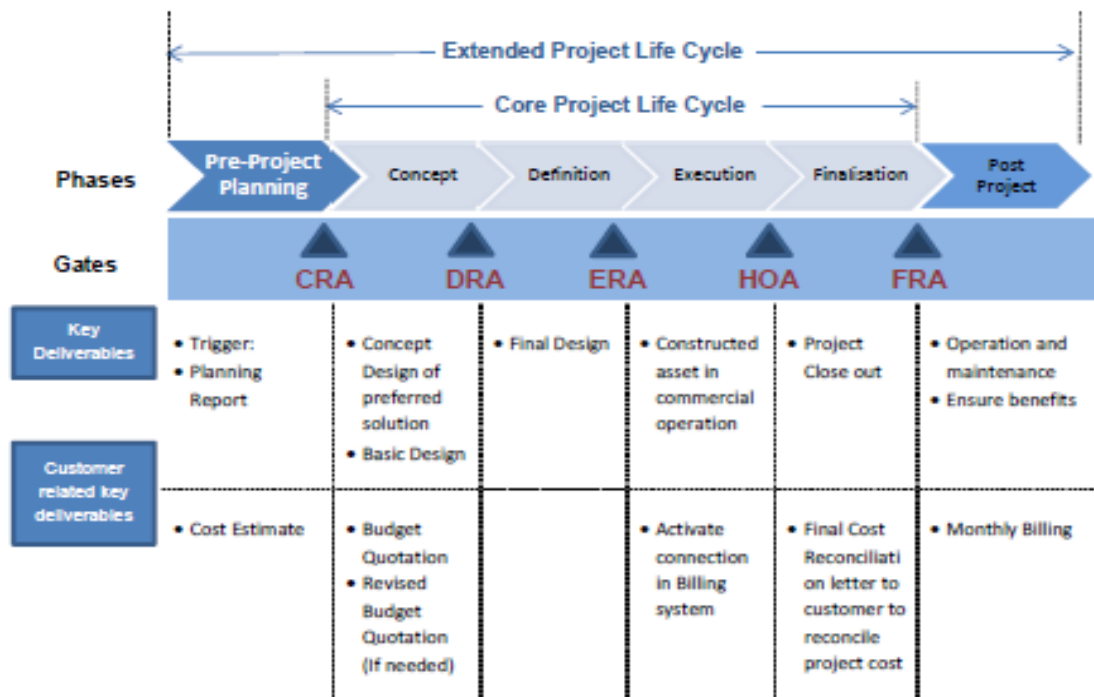 Extended Project Life Cycle
Core Project Life Cycle
Phases
Pre-Project
Planning
Concept
Definition
Execution
Finalisation
Post
Project
Gates
CRA
DRA
ERA
HOA
FRA
Key
Deliverables
• Trigger:
• Planning
Report
• Concept
Design of
preferred
solution
• Basic Design
• Final Design
• Constructed
asset in
commercial
operation
• Project
Close out
• Operation and
maintenance
• Ensure benefits
Customer
related key
deliverables
• Cost Estimate
• Budget
Quotation
• Revised
Budget
Quotation
(If needed)
• Activate
connection
in Billing
system
• Final Cost
Reconciliati
on letter to
customer to
reconcile
project cost
• Monthly Billing